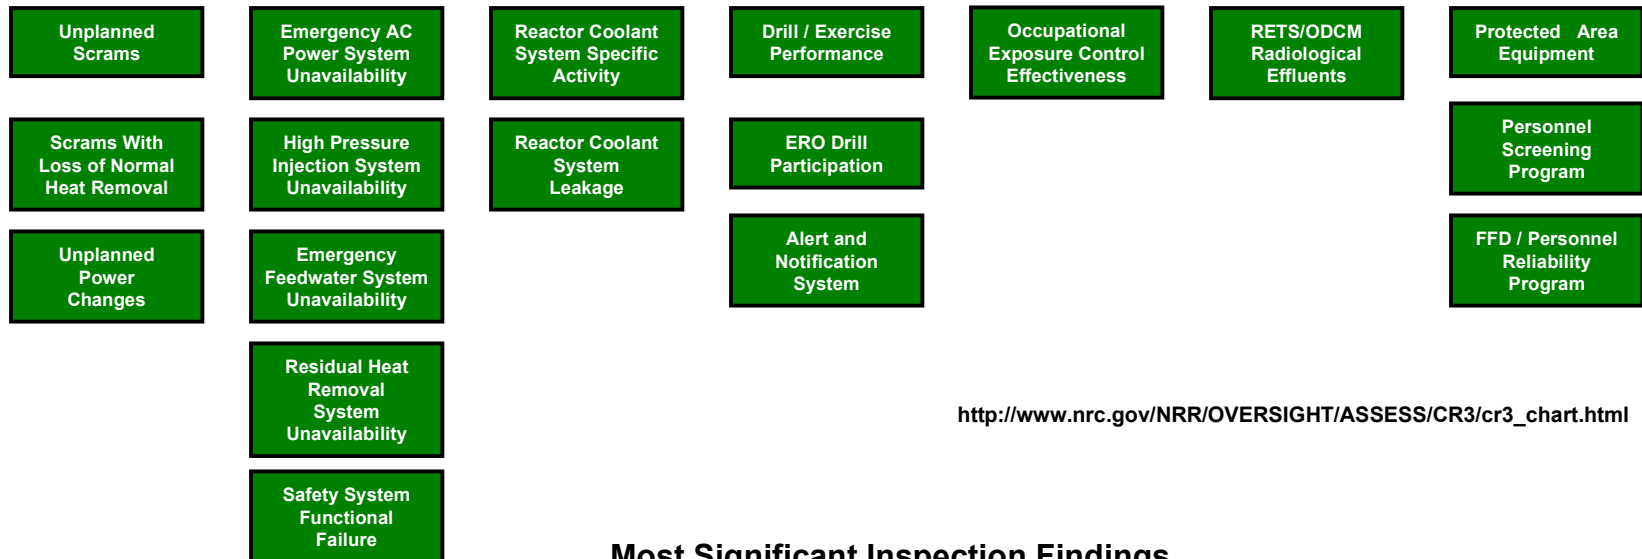 Unplanned
Scrams
Emergency AC
Power System
Unavailability
Reactor Coolant
System Specific
Activity
Drill / Exercise
Performance
Occupational
Exposure Control
Effectiveness
RETS/ODCM
Radiological
Effluents
Protected Area
Equipment
Scrams With
Loss of Normal
Heat Removal
High Pressure
Injection System
Unavailability
Reactor Coolant
System
Leakage
ERO Drill
Participation
Personnel
Screening
Program
Unplanned
Power
Changes
Emergency
Feedwater System
Unavailability
Alert and
Notification
System
FFD / Personnel
Reliability
Program
Residual Heat
Removal
System
Unavailability
http://www.nrc.gov/NRR/OVERSIGHT/ASSESS/CR3/cr3_chart.html
Safety System
Functional
Failure
Most Significant Inspection Findings